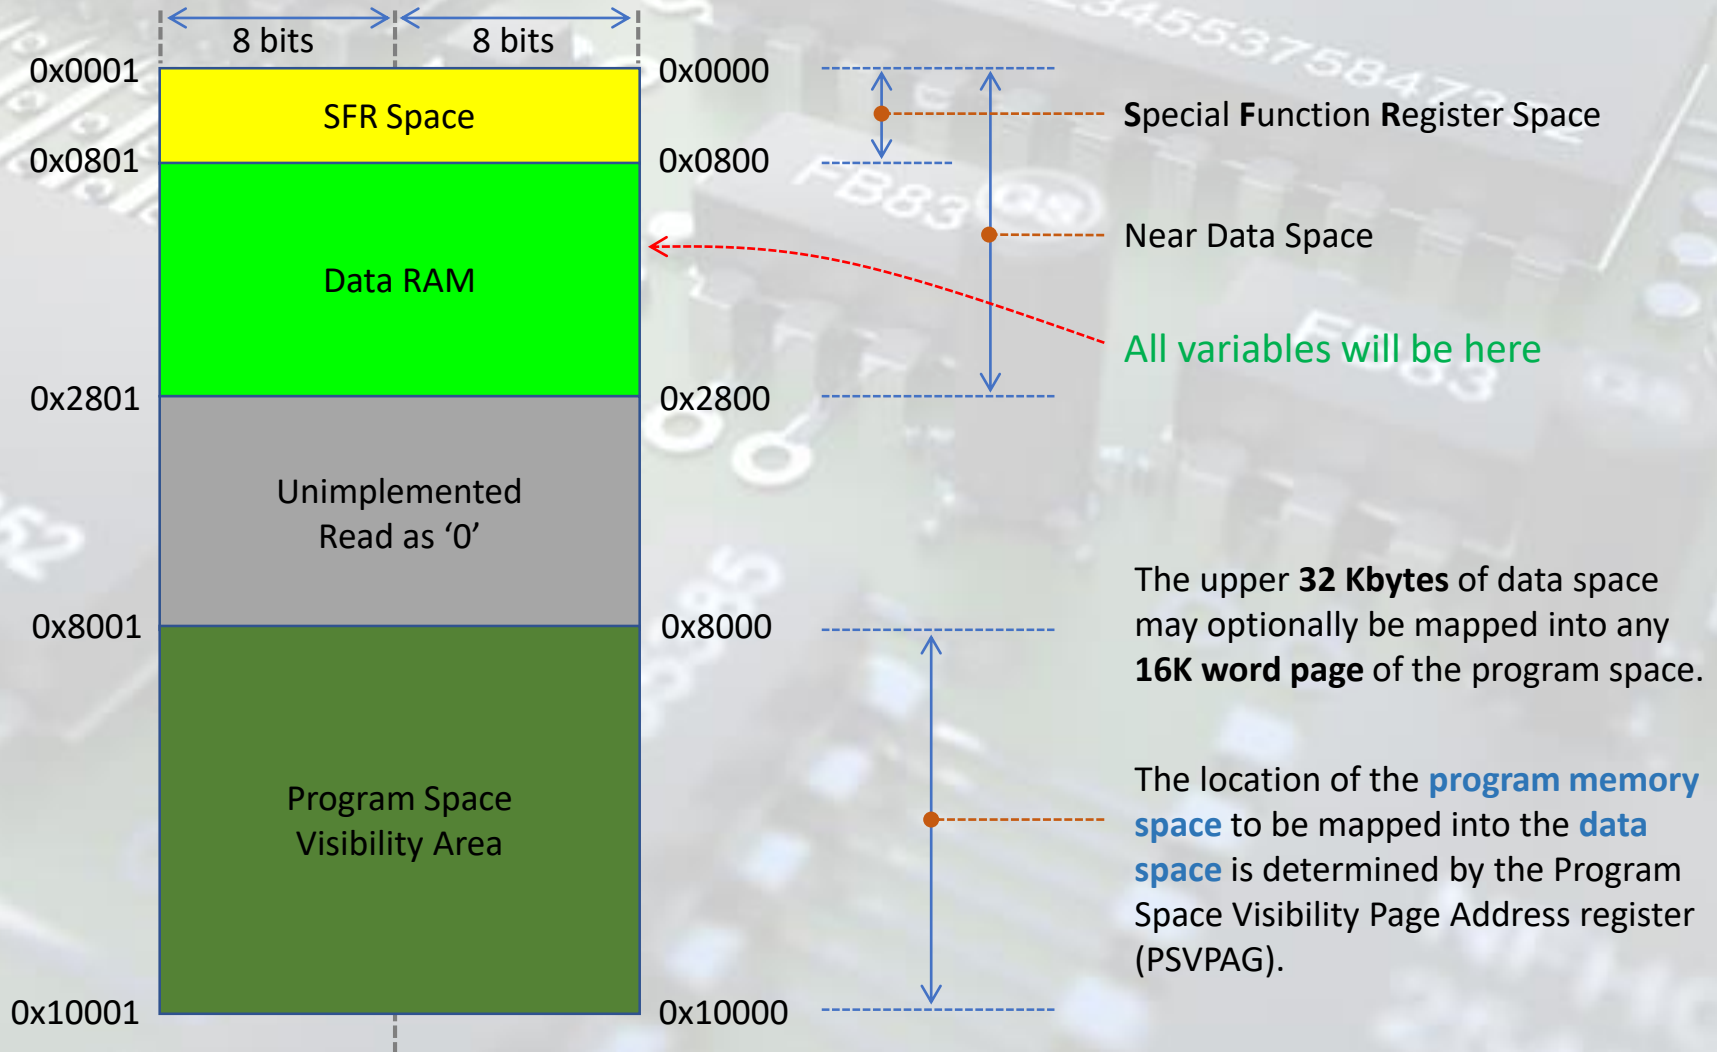 8 bits
8 bits
0x0001
0x0000
SFR Space
Special Function Register Space
0x0801
0x0800
Near Data Space
Data RAM
All variables will be here
0x2801
0x2800
Unimplemented
Read as ‘0’
The upper 32 Kbytes of data space
may optionally be mapped into any
16K word page of the program space.
0x8001
0x8000
Program Space
Visibility Area
The location of the program memory
space to be mapped into the data
space is determined by the Program
Space Visibility Page Address register
(PSVPAG).
0x10001
0x10000
FB83
FB83